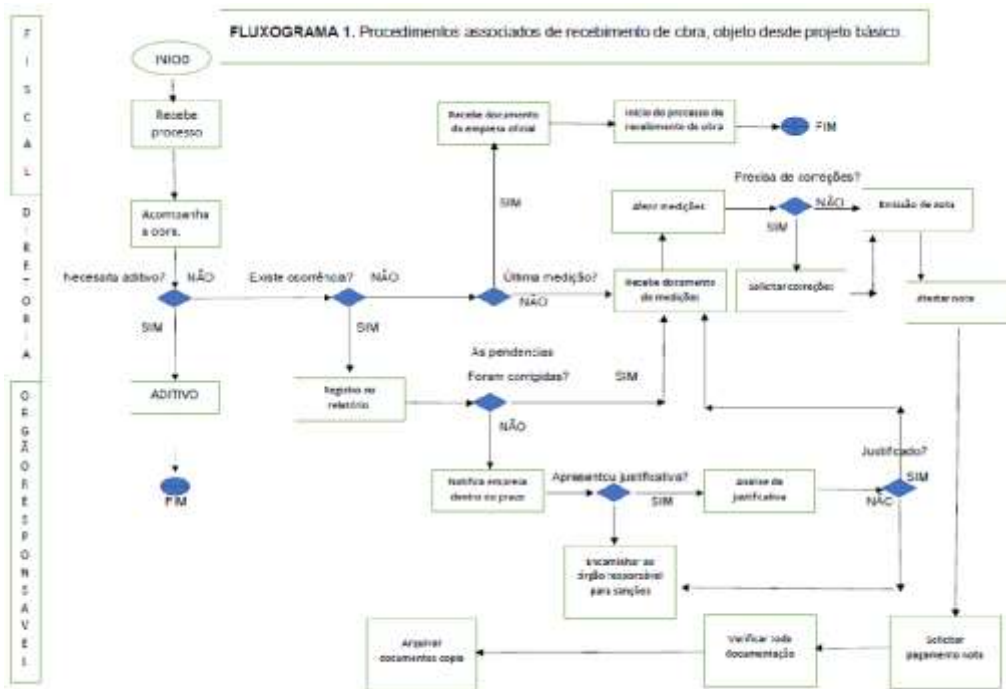 FLUXOGRAMA 1. Procedimentos associados de recebimento de obra, objeto desde projeto básico.
F
I
S
C
A
L
D
I
R
E
T
O
R
I
A
O
R
G
Ã
O
R
E
S
P
O
N
S
A
V
E
L
INICIO
Recebe
processo
Acompanha
a obra.
Necessita aditivo?
NÃO
SIM
ADITIVO
FIM
Existe ocorrência?
NÃO
SIM
Registro no
relatório
Recebe documento
da empresa oficial
Inicio do processo de
recebimento de obra
FIM
SIM
Última medição?
NÃO
Recebe documento
de medições
Aferir medições
Precisa de correções?
NÃO
SIM
Solicitar correções
Emissão de nota
Atestar nota
As pendencias
Foram corrigidas?
SIM
NÃO
Notifica empresa
dentro do prazo
Apresentou justificativa?
SIM
Analise da
justificativa
Justificado?
SIM
NÃO
Encaminhar ao
órgão responsável
para sanções
Solicitar
pagamento nota
Verificar toda
documentação
Arquivar
documentos copia